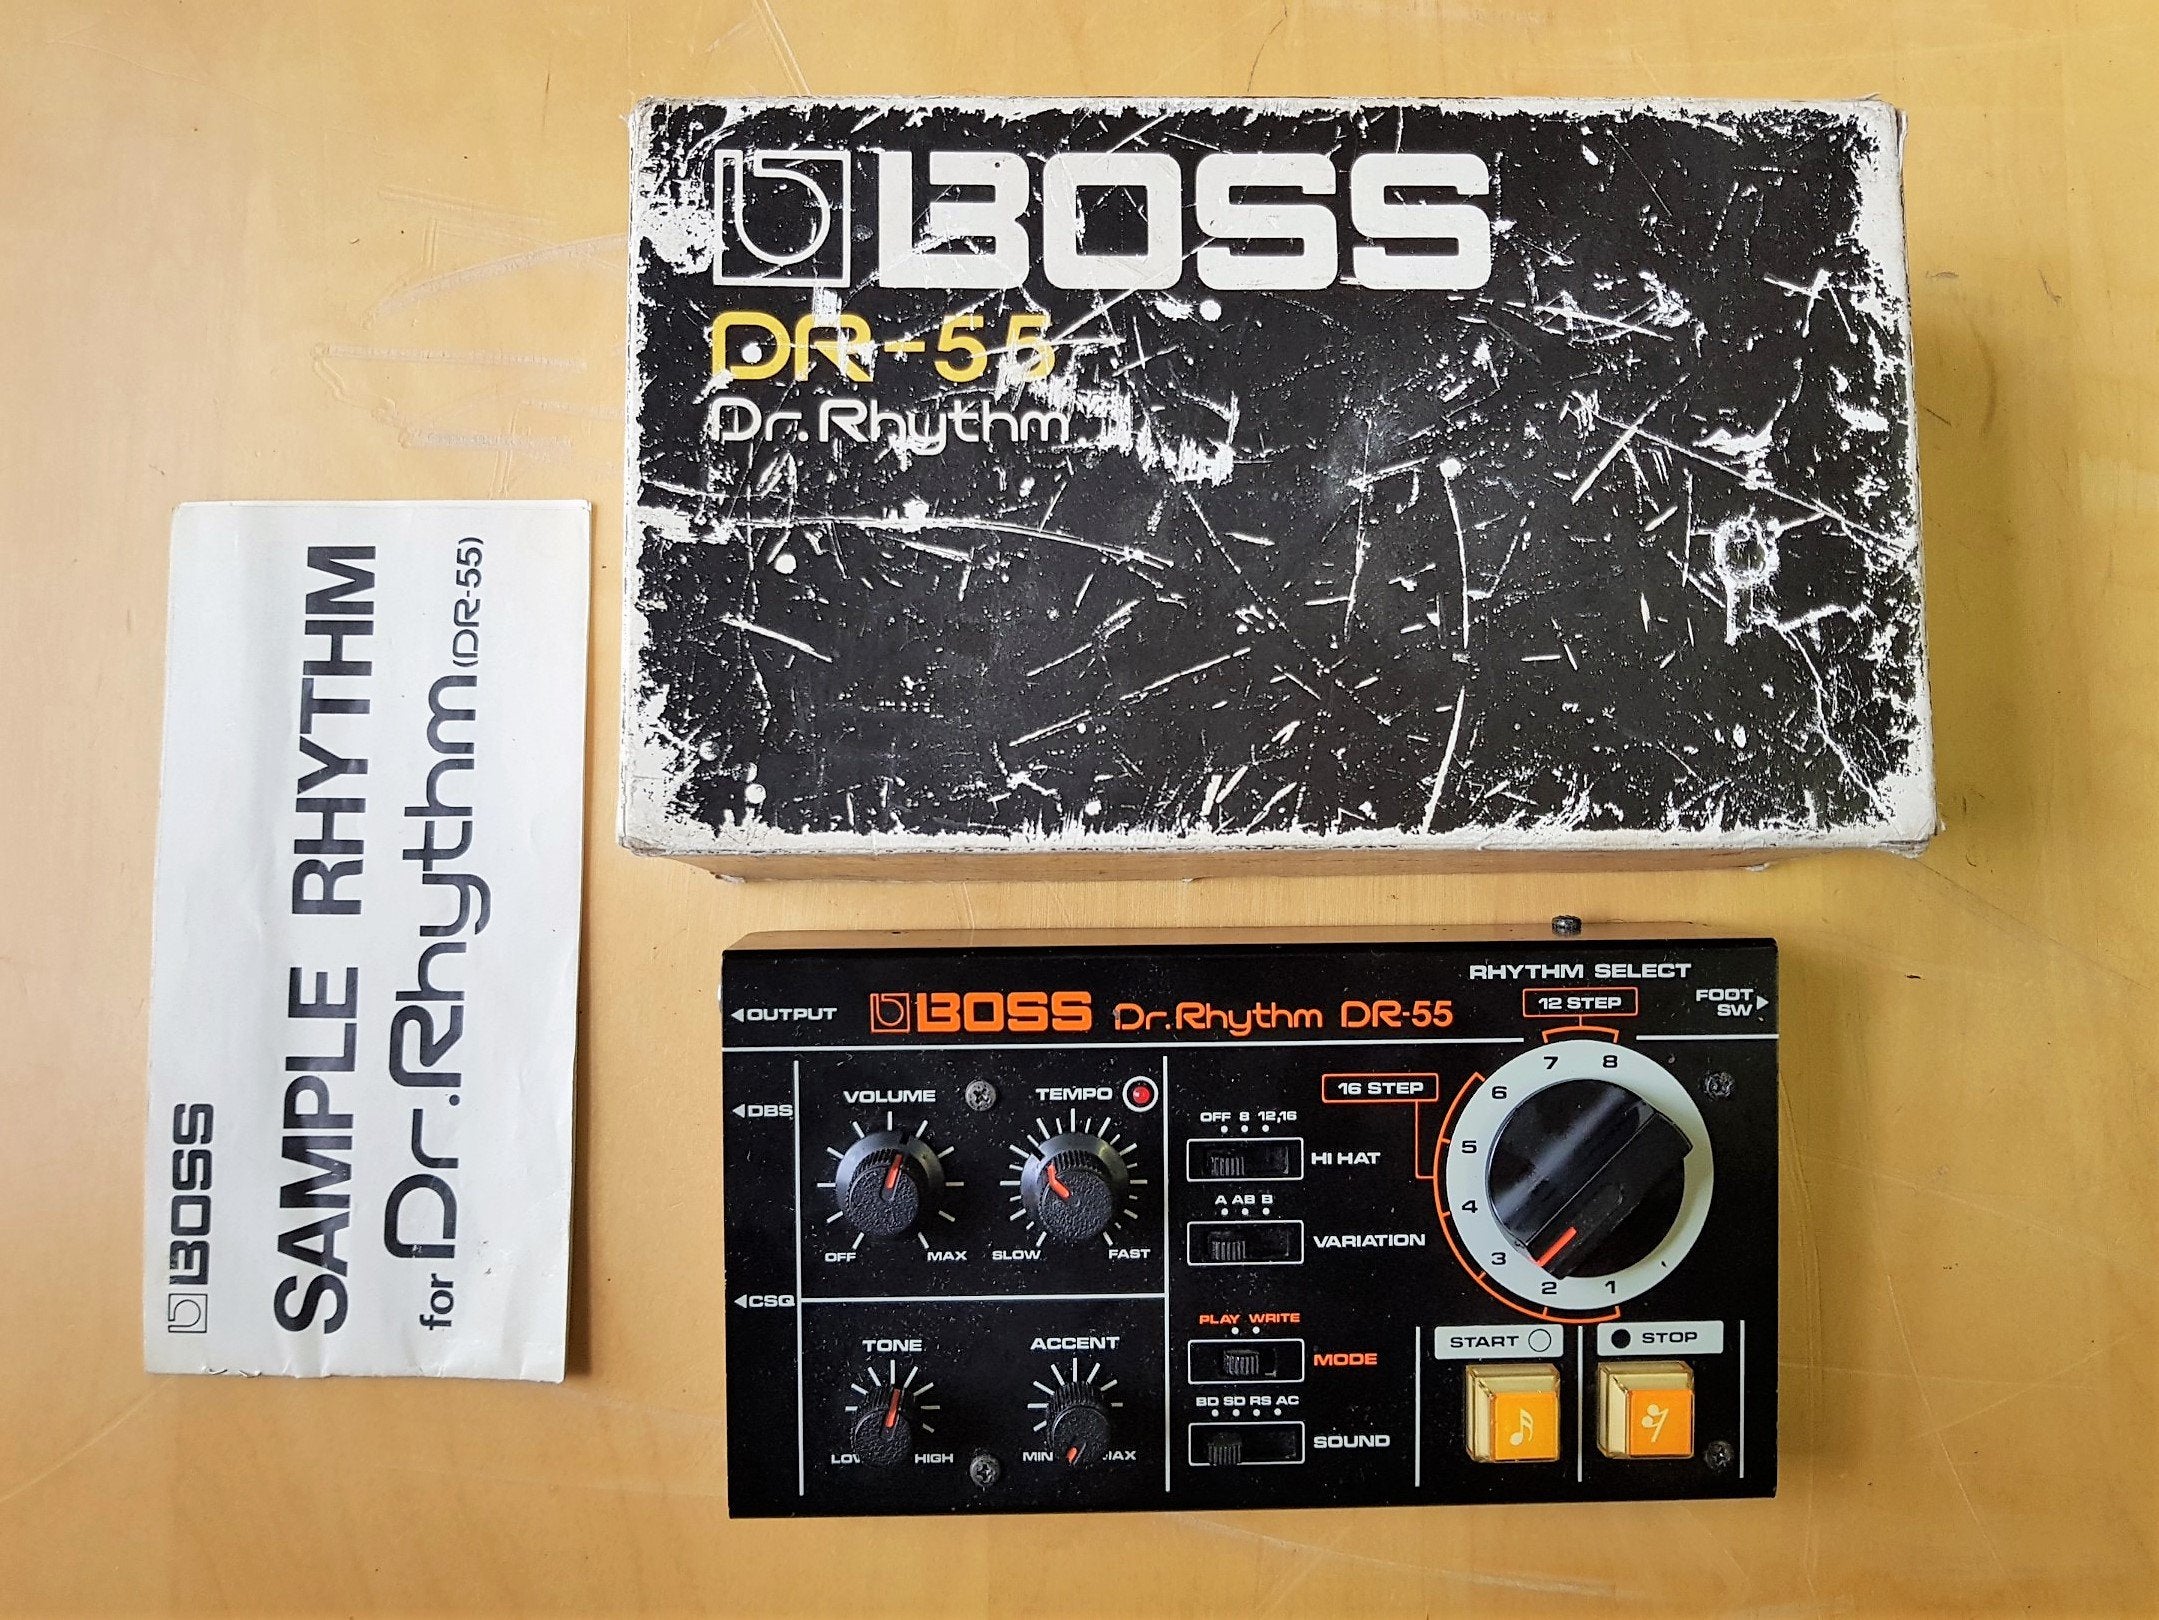 BOSS
DR-55
Dr.Rhythm
BOSS
SAMPLE RHYTHM
for Dr.Rhythm (DR-55)
RHYTHM SELECT
OUTPUT
BOSS Dr.Rhythm DR-55
12 STEP
FOOT SW
7 8
VOLUME
TEMPO
16 STEP
6
DBS
OFF 8 12,16
HI HAT
5
A AB B
4
VARIATION
OFF MAX
SLOW FAST
3
2 1
CSQ
PLAY WRITE
MODE
START
STOP
TONE
ACCENT
BD SD RS AC
SOUND
HIGH
MIN